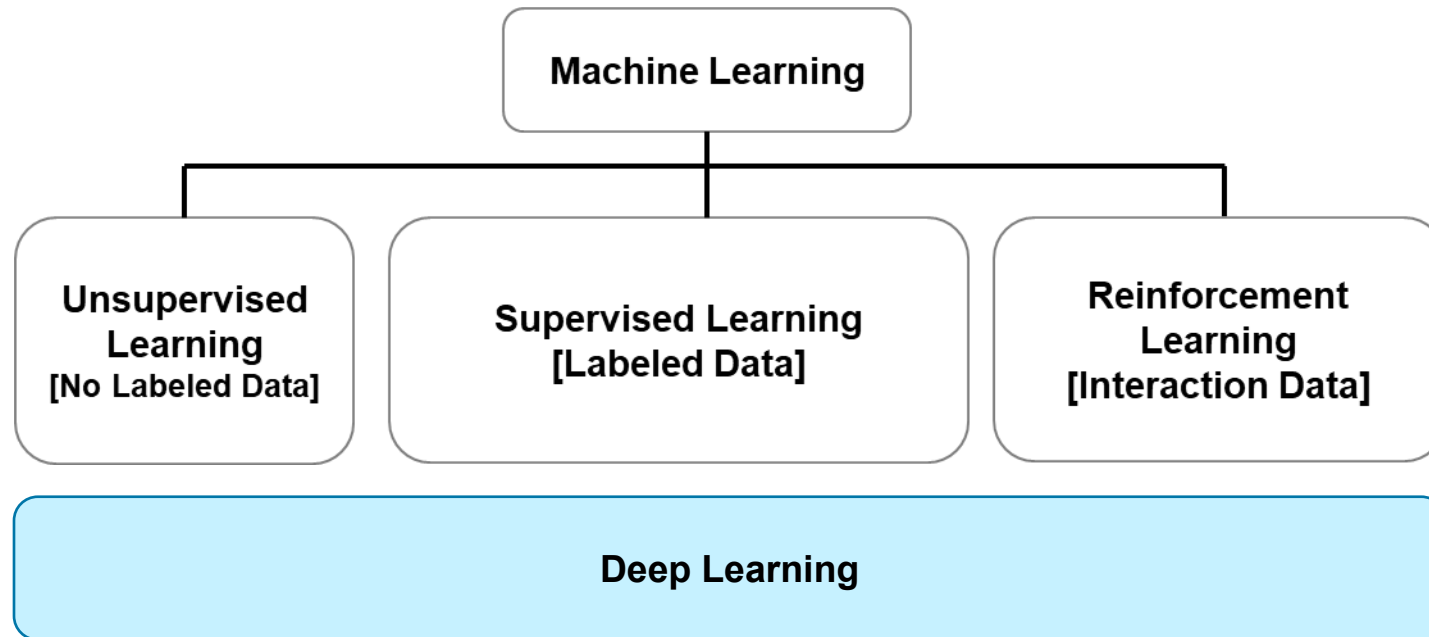 Machine Learning
Unsupervised
Learning
[No Labeled Data]
Supervised Learning
[Labeled Data]
Reinforcement
Learning
[Interaction Data]
Deep Learning